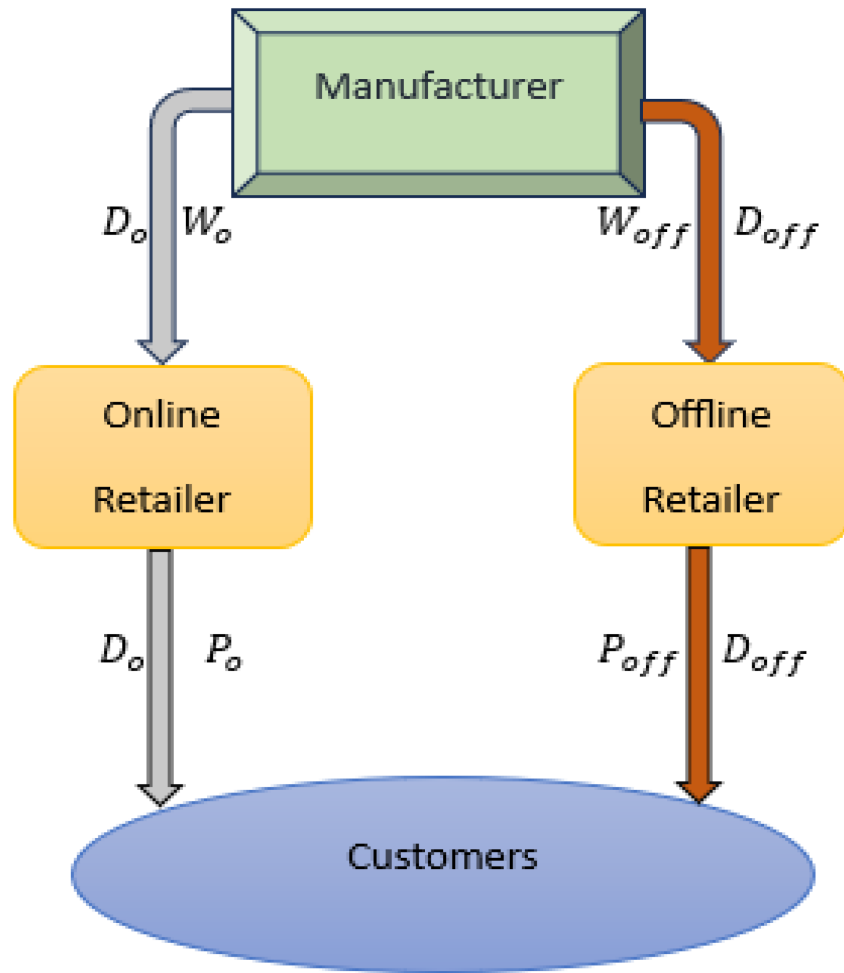 Manufacturer
D_o W_o W_off D_off
Online Offline
Retailer Retailer
D_o P_o P_off D_off
Customers